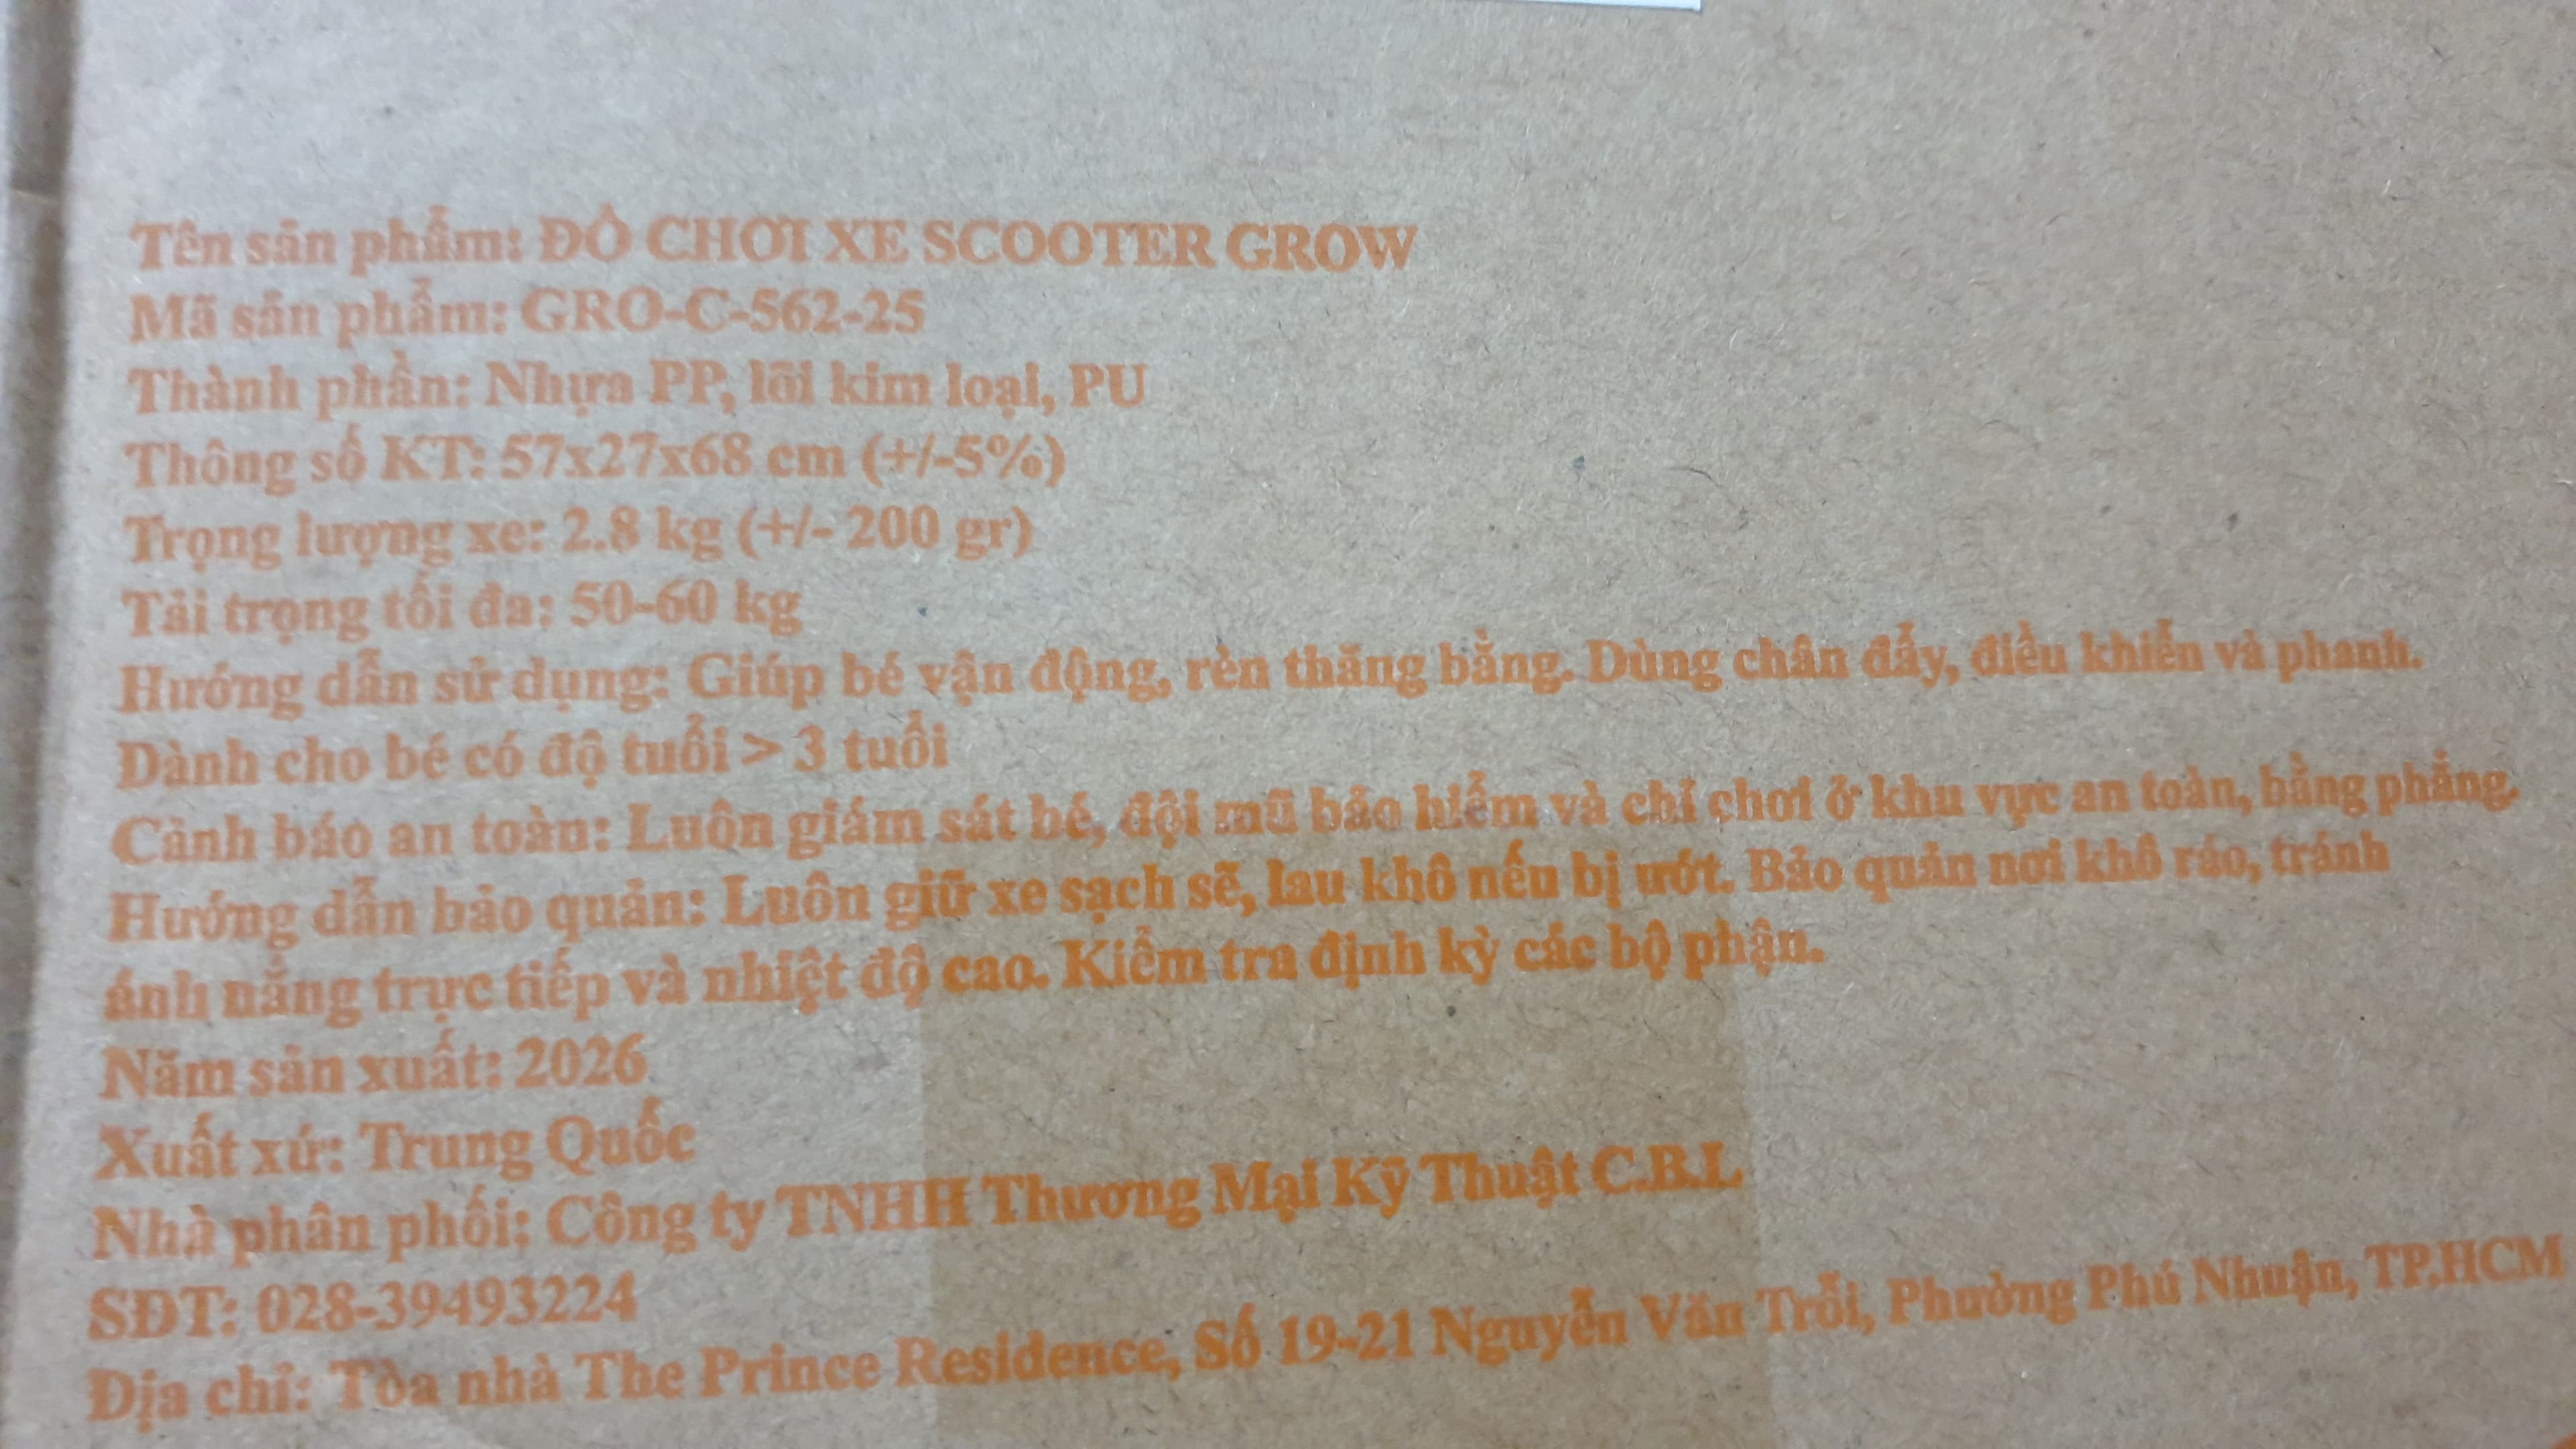 Tên sản phẩm: ĐỒ CHƠI XE SCOOTER GROW
Mã sản phẩm: GRO-C-562-25
Thành phần: Nhựa PP, lõi kim loại, PU
Thông số KT: 57x27x68 cm (+/-5%)
Trọng lượng xe: 2.8 kg (+/- 200 gr)
Tải trọng tối đa: 50-60 kg
Hướng dẫn sử dụng: Giúp bé vận động, rèn thăng bằng. Dùng chân đẩy, điều khiển và phanh.
Dành cho bé có độ tuổi > 3 tuổi
Cảnh báo an toàn: Luôn giám sát bé, đội mũ bảo hiểm và chỉ chơi ở khu vực an toàn, bằng phẳng.
Hướng dẫn bảo quản: Luôn giữ xe sạch sẽ, lau khô nếu bị ướt. Bảo quản nơi khô ráo, tránh
ánh nắng trực tiếp và nhiệt độ cao. Kiểm tra định kỳ các bộ phận.
Năm sản xuất: 2026
Xuất xứ: Trung Quốc
Nhà phân phối: Công ty TNHH Thương Mại Kỹ Thuật C.B.L
SĐT: 028-39493224
Địa chỉ: Tòa nhà The Prince Residence, Số 19-21 Nguyễn Văn Trỗi, Phường Phú Nhuận, TP.HCM